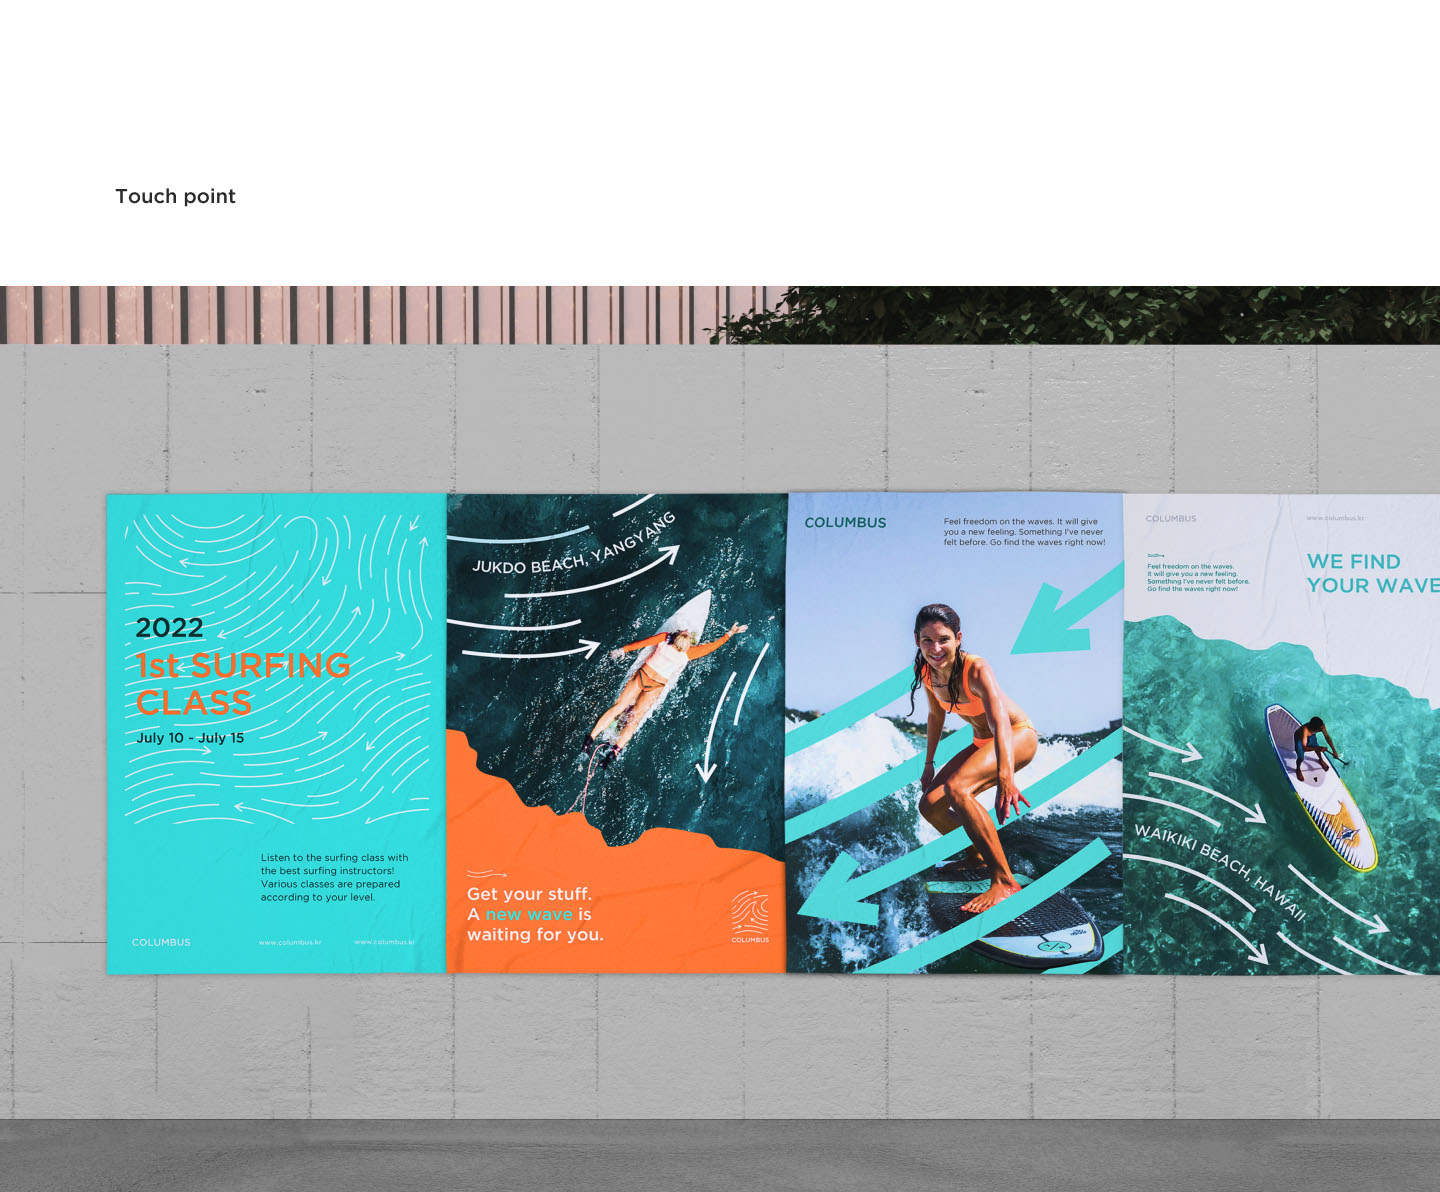 Touch point
2022
1st SURFING
CLASS
July 10 - July 15
Listen to the surfing class with
the best surfing instructors!
Various classes are prepared
according to your level.
COLUMBUS
www.columbus.kr
www.columbus.kr
JUKDO BEACH, YANGYANG
Get your stuff.
A new wave is
waiting for you.
COLUMBUS
COLUMBUS
Feel freedom on the waves. It will give
you a new feeling. Something I've never
felt before. Go find the waves right now!
COLUMBUS
www.columbus.kr
Feel freedom on the waves.
It will give you a new feeling.
Something I've never felt before.
Go find the waves right now!
WE FIND
YOUR WAVE
WAIKIKI BEACH, HAWAII.